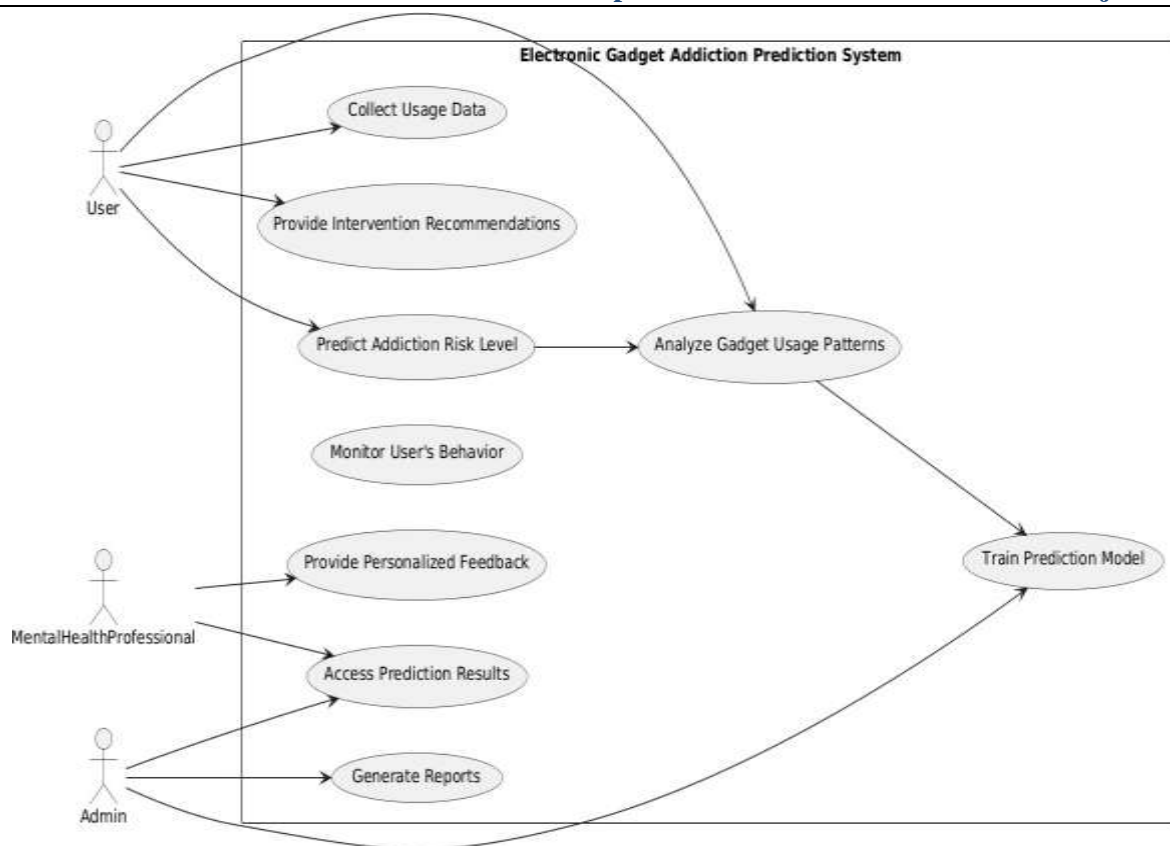 Electronic Gadget Addiction Prediction System
Collect Usage Data
User
Provide Intervention Recommendations
Predict Addiction Risk Level
Analyze Gadget Usage Patterns
Monitor User's Behavior
Provide Personalized Feedback
Train Prediction Model
MentalHealthProfessional
Access Prediction Results
Generate Reports
Admin